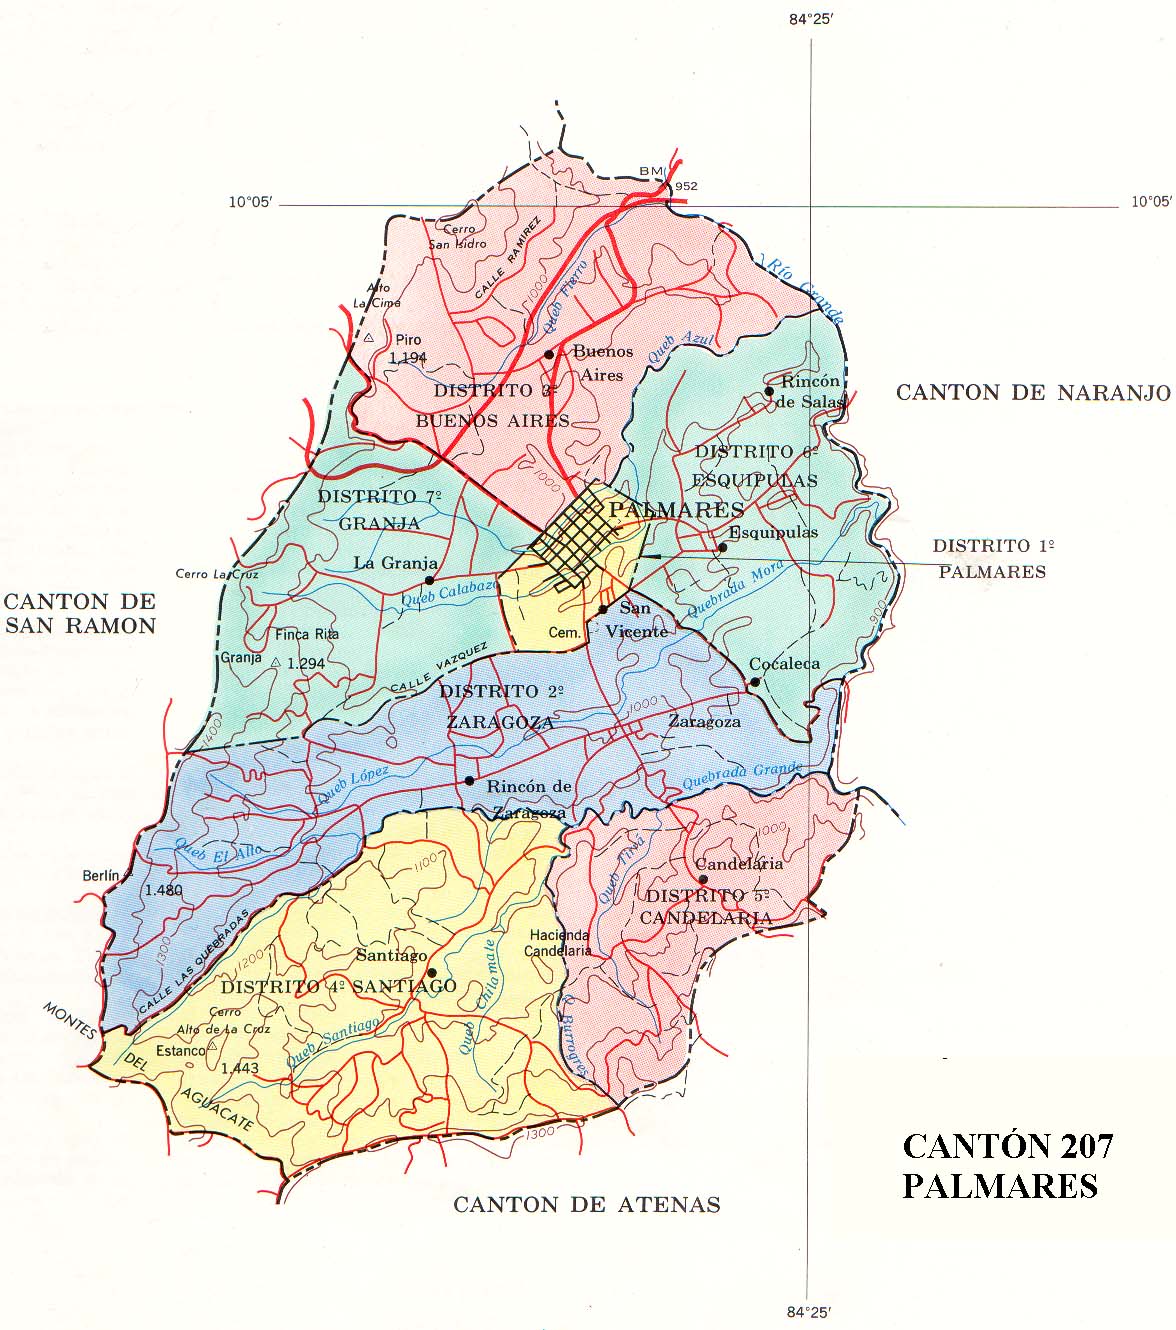 84°25′
BM
952
10°05′
10°05′
Cerro
San Isidro
CALLE RAMIREZ
1000
Queb Fierro
Río Grande
Alto
La Cima
Piro
1.194
Buenos
Aires
Queb Azul
DISTRITO 3º
BUENOS AIRES
Rincón
de Salas
CANTON DE NARANJO
DISTRITO 6º
ESQUIPULAS
1000
DISTRITO 7º
GRANJA
PALMARES
Esquipulas
DISTRITO 1º
PALMARES
La Granja
Cerro La Cruz
Queb Calabazo
Quebrada Mora
900
CANTON DE
SAN RAMON
San
Vicente
Cem.
Finca Rita
Granja
1.294
CALLE VAZQUEZ
Cocaleca
DISTRITO 2º
ZARAGOZA
1000
Zaragoza
1400
Queb López
Quebrada Grande
Rincón de
Zaragoza
Queb El Alto
1100
Queb Tivá
1000
Berlín
1.480
Candelaria
DISTRITO 5º
CANDELARIA
CALLE LAS QUEBRADAS
1300
1200
Hacienda
Candelaria
Santiago
Queb Chilamate
DISTRITO 4º SANTIAGO
MONTES
DEL
AGUACATE
Cerro
Alto de La Cruz
Estanco
1.443
Queb Santiago
Q Burrogres
1300
CANTÓN 207
PALMARES
CANTON DE ATENAS
84°25′